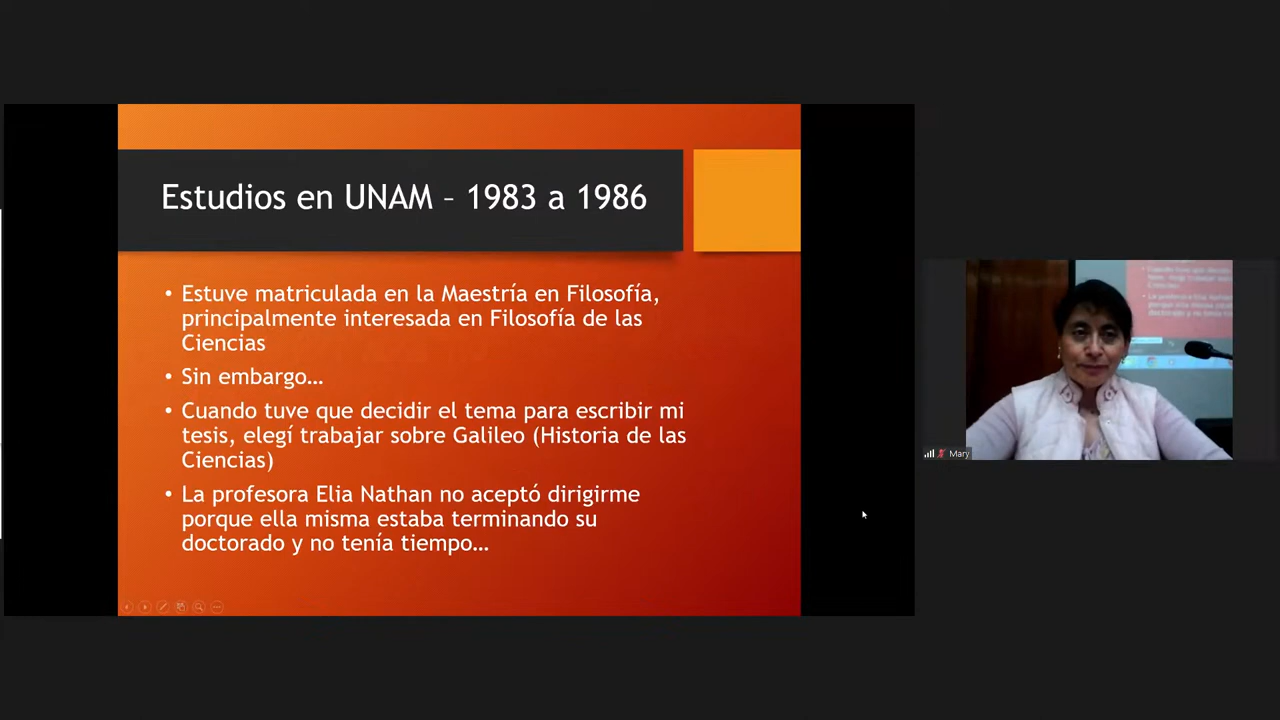 Estudios en UNAM – 1983 a 1986
• Estuve matriculada en la Maestría en Filosofía,
principalmente interesada en Filosofía de las
Ciencias
• Sin embargo…
• Cuando tuve que decidir el tema para escribir mi
tesis, elegí trabajar sobre Galileo (Historia de las
Ciencias)
• La profesora Elia Nathan no aceptó dirigirme
porque ella misma estaba terminando su
doctorado y no tenía tiempo…
Mary